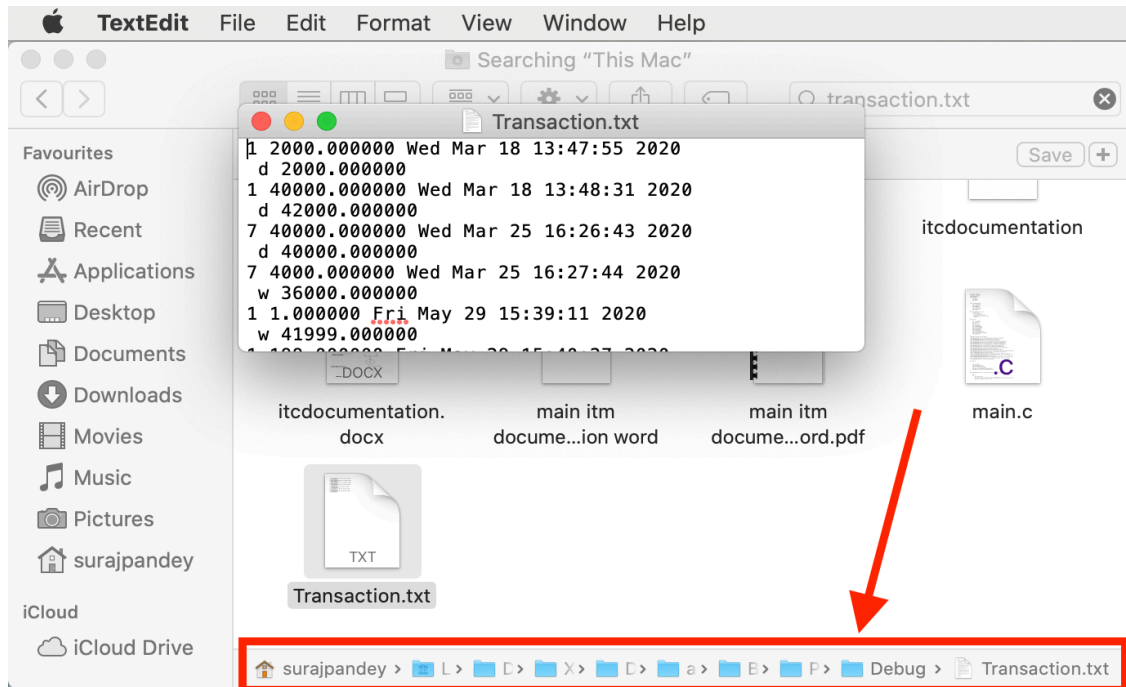 TextEdit File Edit Format View Window Help
Searching “This Mac”
transaction.txt
Transaction.txt
1 2000.000000 Wed Mar 18 13:47:55 2020
d 2000.000000
1 40000.000000 Wed Mar 18 13:48:31 2020
d 42000.000000
7 40000.000000 Wed Mar 25 16:26:43 2020
d 40000.000000
7 4000.000000 Wed Mar 25 16:27:44 2020
w 36000.000000
1 1.000000 Fri May 29 15:39:11 2020
w 41999.000000
Favourites
AirDrop
Recent
Applications
Desktop
Documents
Downloads
Movies
Music
Pictures
surajpandey
iCloud
iCloud Drive
Save +
itcdocumentation
DOCX
.C
itcdocumentation.
docx
main itm
docume...ion word
main itm
docume...ord.pdf
main.c
TXT
Transaction.txt
surajpandey > L > D > X > D > a > B > P > Debug > Transaction.txt